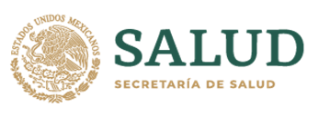 ESTADOS UNIDOS MEXICANOS
SALUD
SECRETARÍA DE SALUD